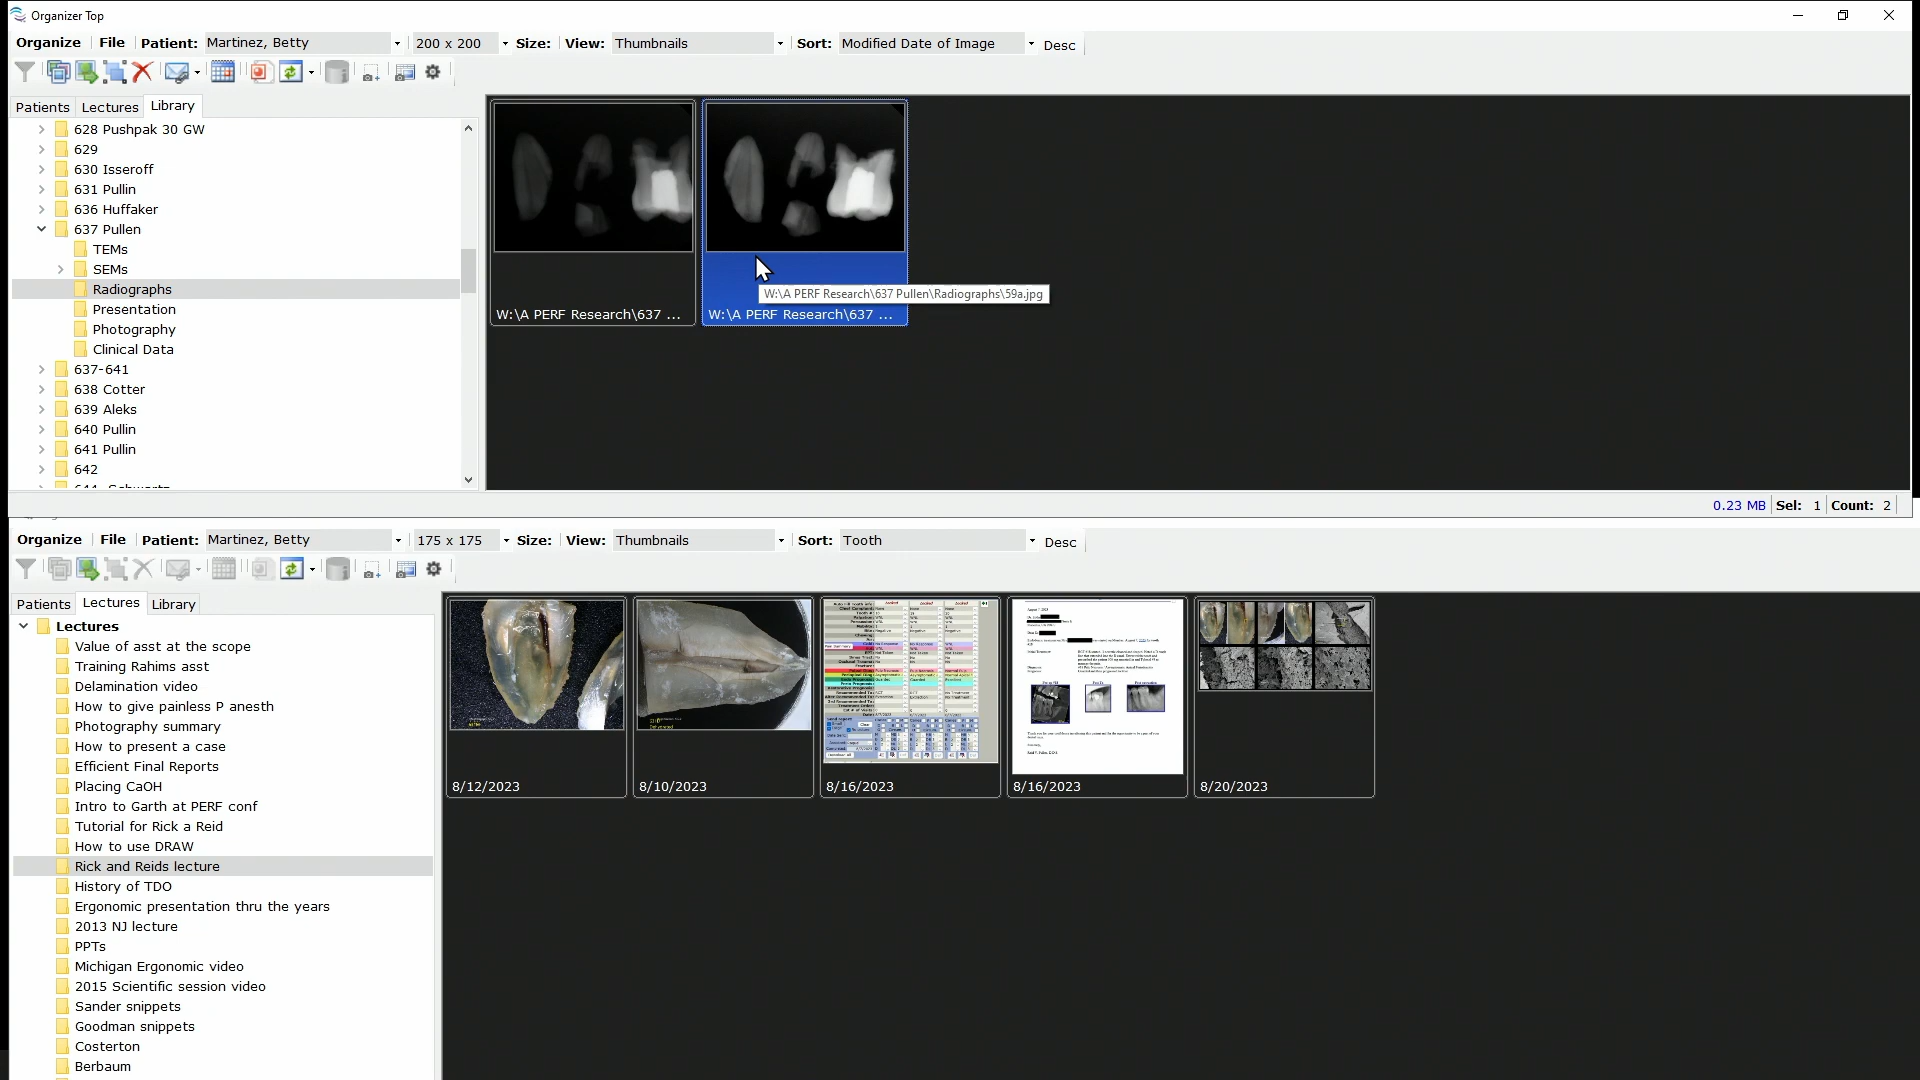 Organizer Top
Organize File Patient: Martinez, Betty 200 x 200 Size: View: Thumbnails Sort: Modified Date of Image Desc
Patients Lectures Library
628 Pushpak 30 GW
629
630 Isseroff
631 Pullin
636 Huffaker
637 Pullen
TEMs
SEMs
Radiographs
Presentation
Photography
Clinical Data
637-641
638 Cotter
639 Aleks
640 Pullin
641 Pullin
642
W:\A PERF Research\637 Pullen\Radiographs\59a.jpg
W:\A PERF Research\637 ...
W:\A PERF Research\637 ...
0.23 MB Sel: 1 Count: 2
Organize File Patient: Martinez, Betty 175 x 175 Size: View: Thumbnails Sort: Tooth Desc
Patients Lectures Library
Lectures
Value of asst at the scope
Training Rahims asst
Delamination video
How to give painless P anesth
Photography summary
How to present a case
Efficient Final Reports
Placing CaOH
Intro to Garth at PERF conf
Tutorial for Rick a Reid
How to use DRAW
Rick and Reids lecture
History of TDO
Ergonomic presentation thru the years
2013 NJ lecture
PPTs
Michigan Ergonomic video
2015 Scientific session video
Sander snippets
Goodman snippets
Costerton
Berbaum
8/12/2023
8/10/2023
8/16/2023
8/16/2023
8/20/2023